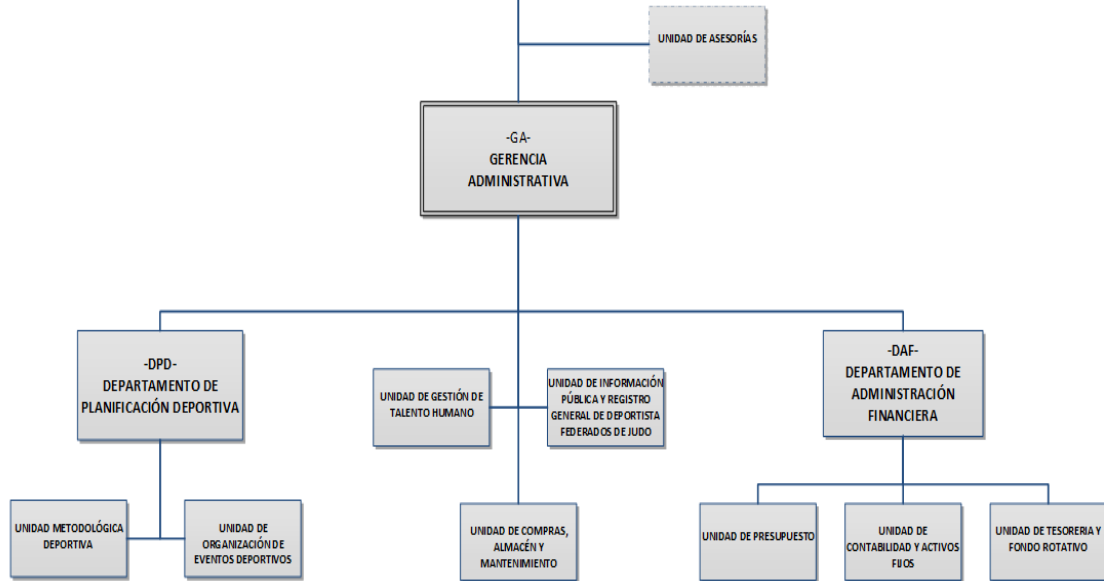 UNIDAD DE ASESORÍAS
-GA-
GERENCIA
ADMINISTRATIVA
-DPD-
DEPARTAMENTO DE
PLANIFICACIÓN DEPORTIVA
UNIDAD DE GESTIÓN DE
TALENTO HUMANO
UNIDAD DE INFORMACIÓN
PÚBLICA Y REGISTRO
GENERAL DE DEPORTISTA
FEDERADOS DE JUDO
-DAF-
DEPARTAMENTO DE
ADMINISTRACIÓN
FINANCIERA
UNIDAD METODOLÓGICA
DEPORTIVA
UNIDAD DE
ORGANIZACIÓN DE
EVENTOS DEPORTIVOS
UNIDAD DE COMPRAS,
ALMACÉN Y
MANTENIMIENTO
UNIDAD DE PRESUPUESTO
UNIDAD DE
CONTABILIDAD Y ACTIVOS
FIJOS
UNIDAD DE TESORERIA Y
FONDO ROTATIVO